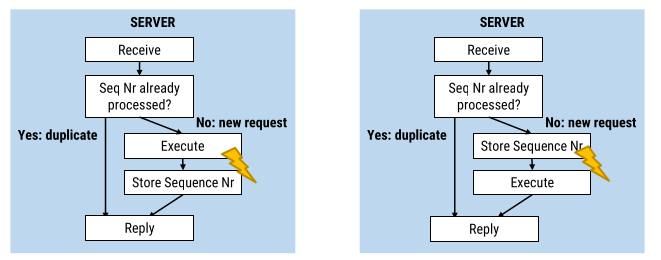 SERVER
Receive
Seq Nr already
processed?
No: new request
Yes: duplicate
Execute
Store Sequence Nr
Reply
SERVER
Receive
Seq Nr already
processed?
No: new request
Yes: duplicate
Store Sequence Nr
Execute
Reply